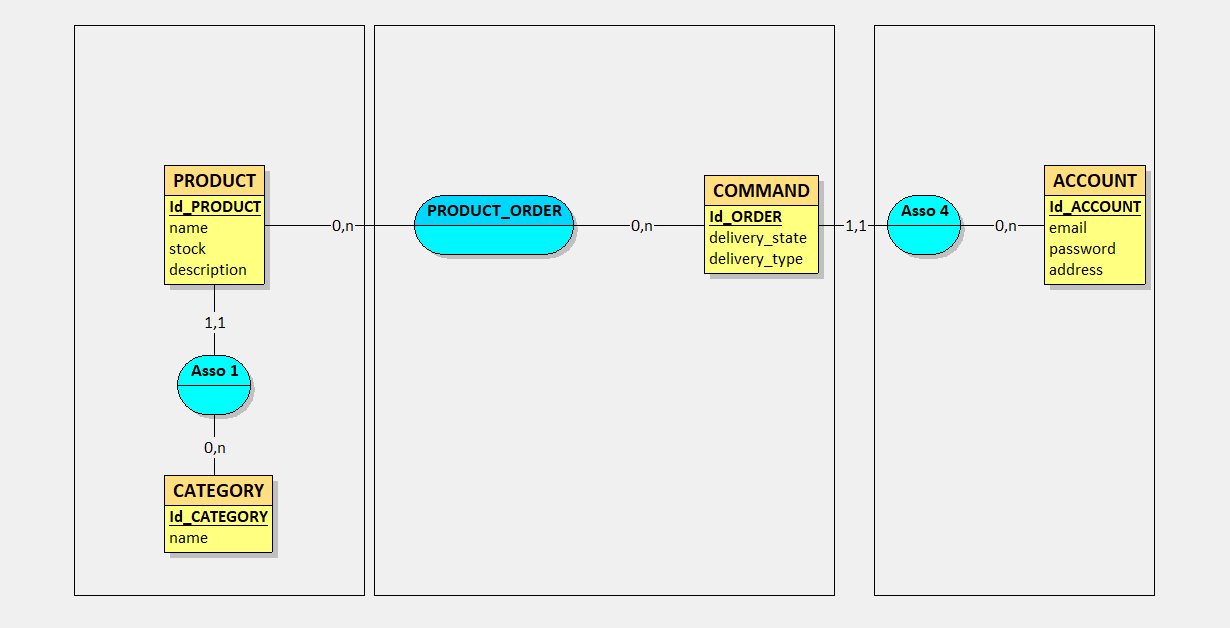 PRODUCT
Id_PRODUCT
name
stock
description
0,n
PRODUCT_ORDER
0,n
COMMAND
Id_ORDER
delivery_state
delivery_type
1,1
Asso 4
0,n
ACCOUNT
Id_ACCOUNT
email
password
address
1,1
Asso 1
0,n
CATEGORY
Id_CATEGORY
name